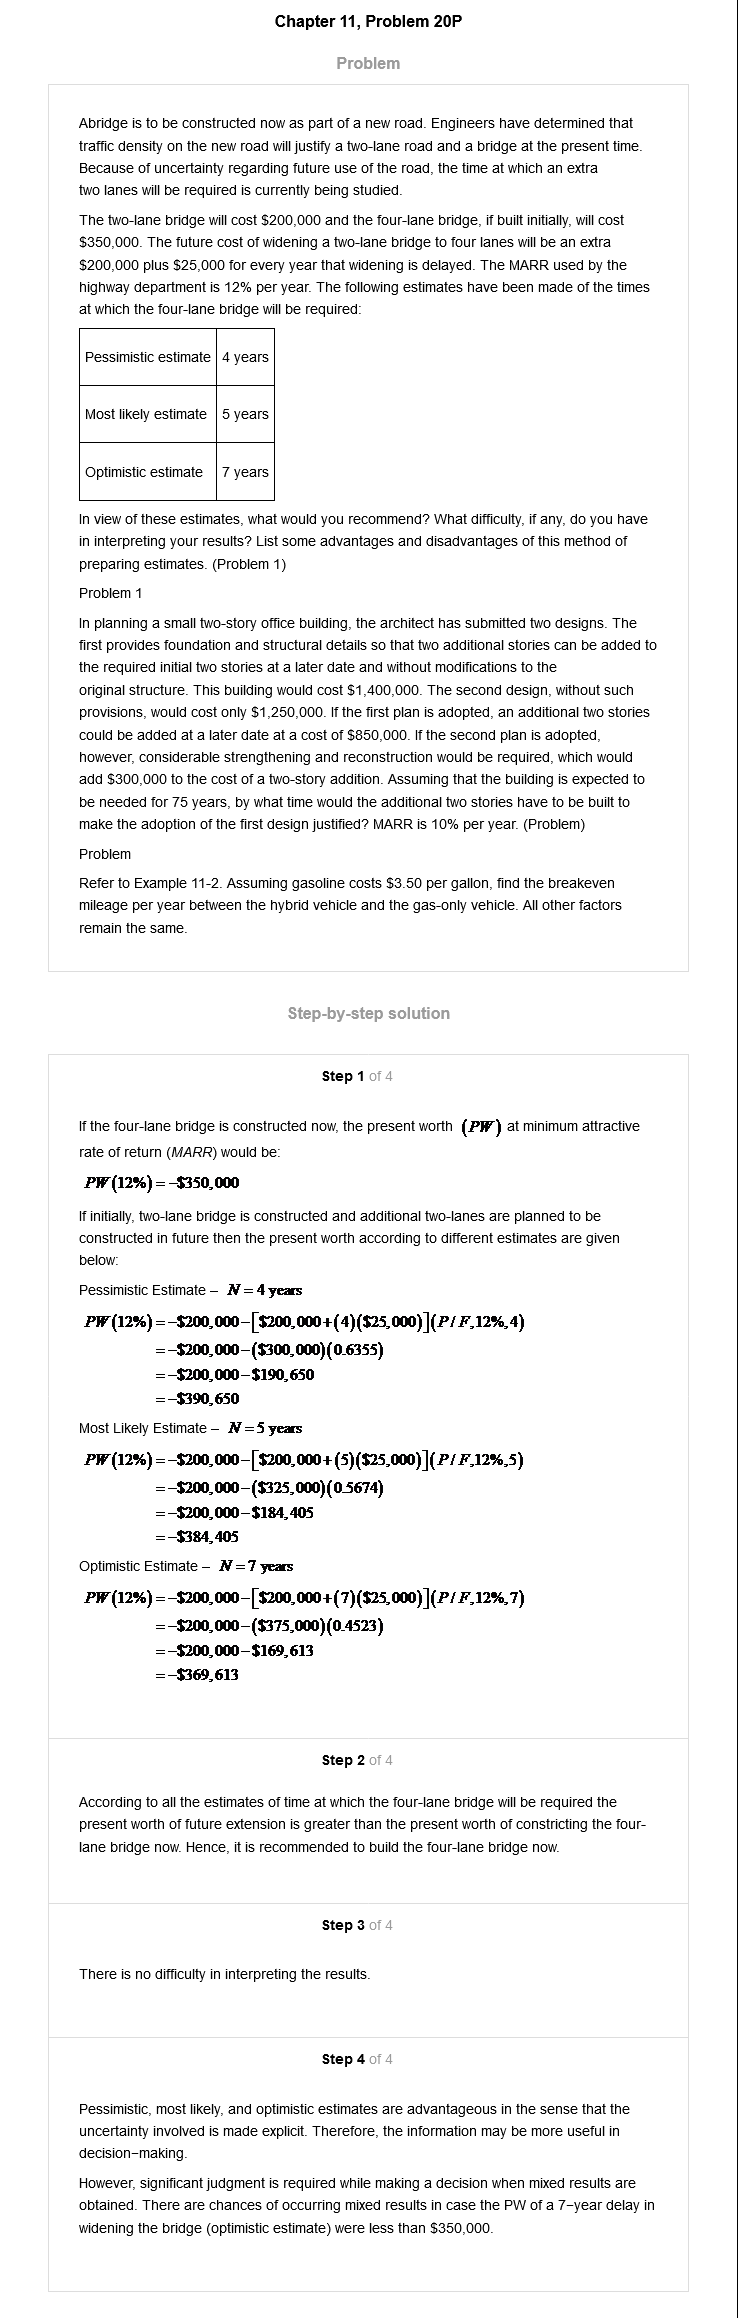 Chapter 11, Problem 20P
Problem
Abridge is to be constructed now as part of a new road. Engineers have determined that
traffic density on the new road will justify a two-lane road and a bridge at the present time.
Because of uncertainty regarding future use of the road, the time at which an extra
two lanes will be required is currently being studied.
The two-lane bridge will cost $200,000 and the four-lane bridge, if built initially, will cost
$350,000. The future cost of widening a two-lane bridge to four lanes will be an extra
$200,000 plus $25,000 for every year that widening is delayed. The MARR used by the
highway department is 12% per year. The following estimates have been made of the times
at which the four-lane bridge will be required:
Pessimistic estimate 4 years
Most likely estimate 5 years
Optimistic estimate 7 years
In view of these estimates, what would you recommend? What difficulty, if any, do you have
in interpreting your results? List some advantages and disadvantages of this method of
preparing estimates. (Problem 1)
Problem 1
In planning a small two-story office building, the architect has submitted two designs. The
first provides foundation and structural details so that two additional stories can be added to
the required initial two stories at a later date and without modifications to the
original structure. This building would cost $1,400,000. The second design, without such
provisions, would cost only $1,250,000. If the first plan is adopted, an additional two stories
could be added at a later date at a cost of $850,000. If the second plan is adopted,
however, considerable strengthening and reconstruction would be required, which would
add $300,000 to the cost of a two-story addition. Assuming that the building is expected to
be needed for 75 years, by what time would the additional two stories have to be built to
make the adoption of the first design justified? MARR is 10% per year. (Problem)
Problem
Refer to Example 11-2. Assuming gasoline costs $3.50 per gallon, find the breakeven
mileage per year between the hybrid vehicle and the gas-only vehicle. All other factors
remain the same.
Step-by-step solution
Step 1 of 4
If the four-lane bridge is constructed now, the present worth (PW) at minimum attractive
rate of return (MARR) would be:
PW(12%) = −$350,000
If initially, two-lane bridge is constructed and additional two-lanes are planned to be
constructed in future then the present worth according to different estimates are given
below:
Pessimistic Estimate – N = 4 years
PW(12%) = −$200,000−[$200,000+(4)($25,000)](P/F,12%,4)
= −$200,000−($300,000)(0.6355)
= −$200,000−$190,650
= −$390,650
Most Likely Estimate – N = 5 years
PW(12%) = −$200,000−[$200,000+(5)($25,000)](P/F,12%,5)
= −$200,000−($325,000)(0.5674)
= −$200,000−$184,405
= −$384,405
Optimistic Estimate – N = 7 years
PW(12%) = −$200,000−[$200,000+(7)($25,000)](P/F,12%,7)
= −$200,000−($375,000)(0.4523)
= −$200,000−$169,613
= −$369,613
Step 2 of 4
According to all the estimates of time at which the four-lane bridge will be required the
present worth of future extension is greater than the present worth of constricting the four-
lane bridge now. Hence, it is recommended to build the four-lane bridge now.
Step 3 of 4
There is no difficulty in interpreting the results.
Step 4 of 4
Pessimistic, most likely, and optimistic estimates are advantageous in the sense that the
uncertainty involved is made explicit. Therefore, the information may be more useful in
decision−making.
However, significant judgment is required while making a decision when mixed results are
obtained. There are chances of occurring mixed results in case the PW of a 7−year delay in
widening the bridge (optimistic estimate) were less than $350,000.